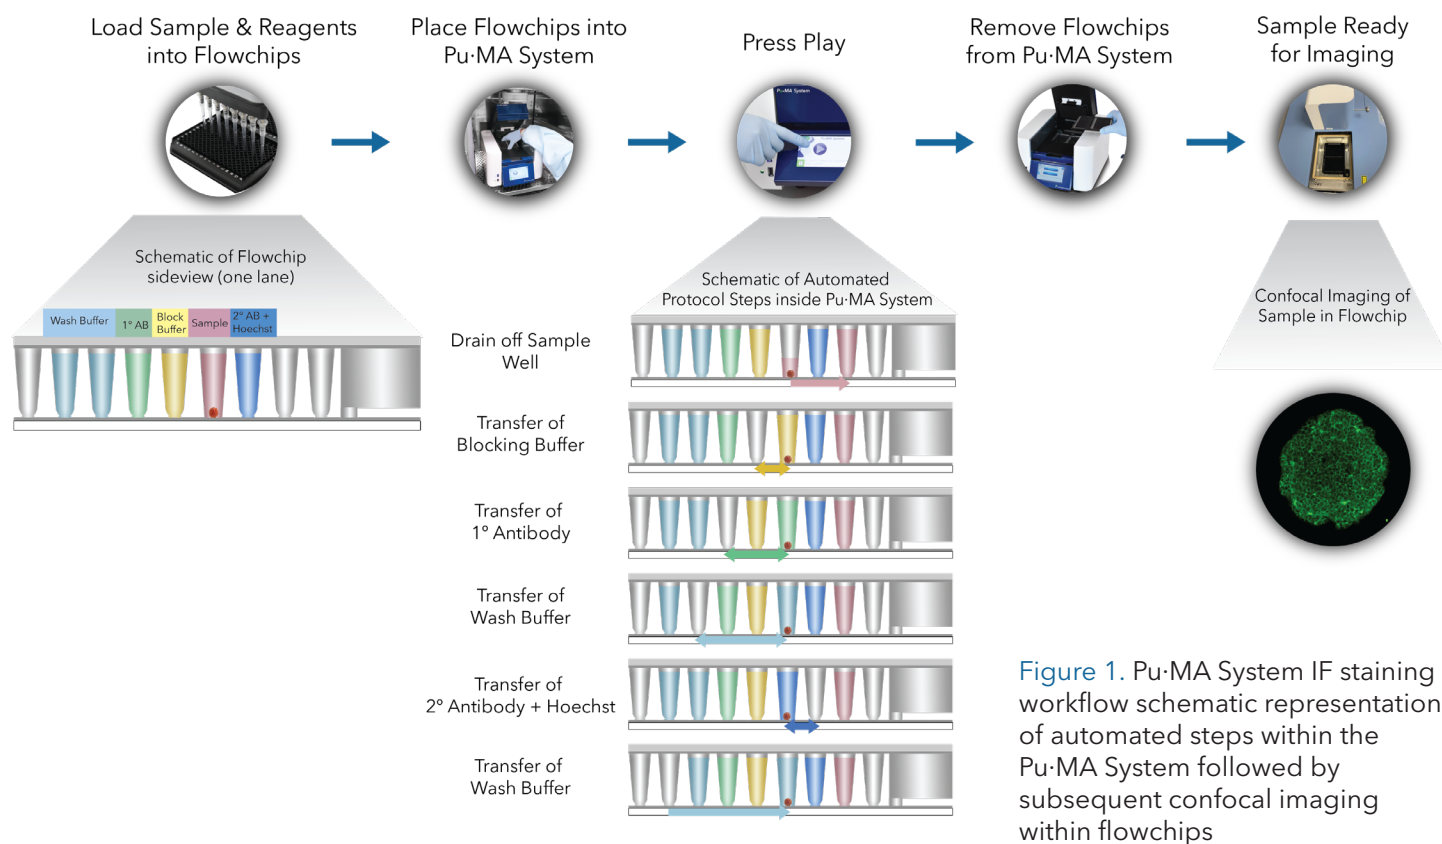 Load Sample & Reagents
into Flowchips
Place Flowchips into
Pu·MA System
Press Play
Remove Flowchips
from Pu·MA System
Sample Ready
for Imaging
Pu·MA System
Schematic of Flowchip
sideview (one lane)
Wash Buffer
1° AB
Block
Buffer
Sample
2° AB +
Hoechst
Schematic of Automated
Protocol Steps inside Pu·MA System
Drain off Sample
Well
Transfer of
Blocking Buffer
Transfer of
1° Antibody
Transfer of
Wash Buffer
Transfer of
2° Antibody + Hoechst
Transfer of
Wash Buffer
Confocal Imaging of
Sample in Flowchip
Figure 1. Pu·MA System IF staining
workflow schematic representation
of automated steps within the
Pu·MA System followed by
subsequent confocal imaging
within flowchips